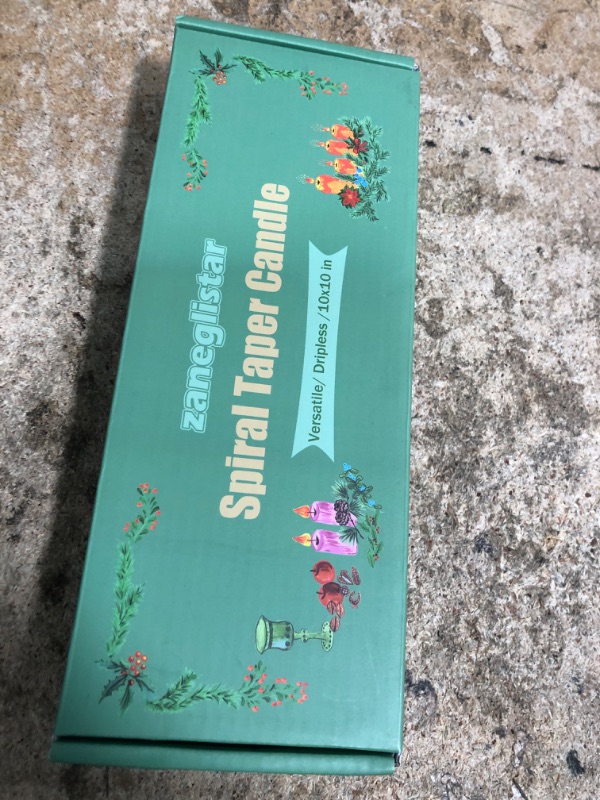 zaneglistar
Spiral Taper Candle
Versatile/ Dripless /10x10 in